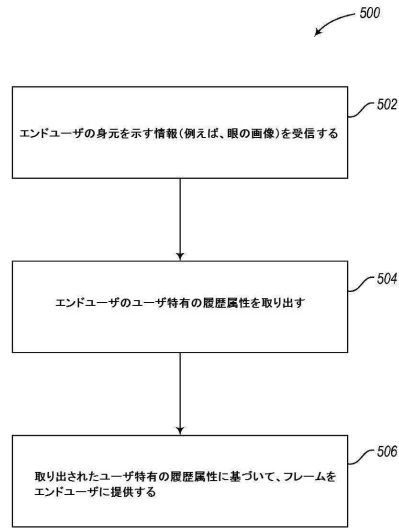 500
502
エンドユーザの身元を示す情報(例えば、眼の画像)を受信する
504
エンドユーザのユーザ特有の履歴属性を取り出す
506
取り出されたユーザ特有の履歴属性に基づいて、フレームを
エンドユーザに提供する